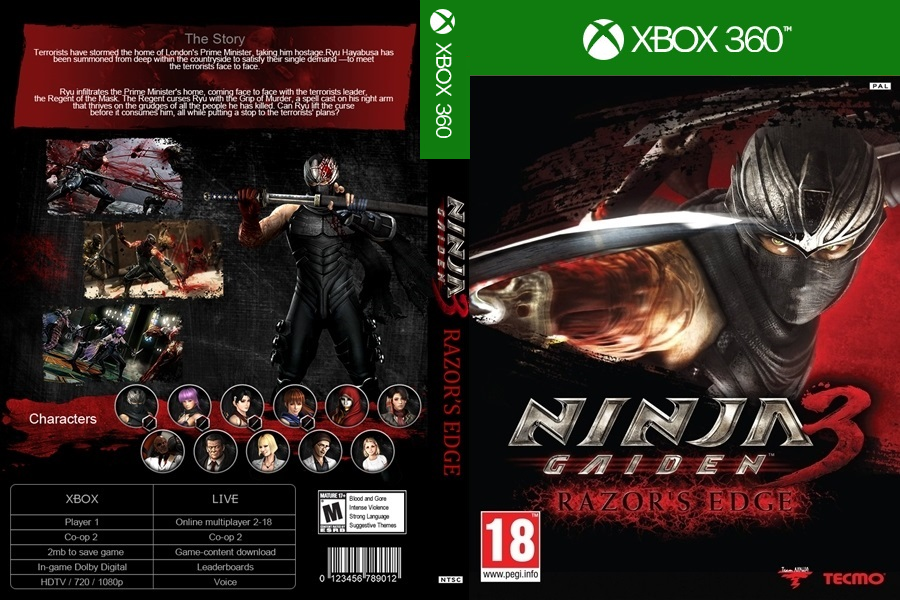 The Story
Terrorists have stormed the home of London's Prime Minister, taking him hostage.Ryu Hayabusa has
been summoned from deep within the countryside to satisfy their single demand —to meet
the terrorists face to face.
Ryu infiltrates the Prime Minister's home, coming face to face with the terrorists leader,
the Regent of the Mask. The Regent curses Ryu with the Grip of Murder, a spell cast on his right arm
that thrives on the grudges of all the people he has killed. Can Ryu lift the curse
before it consumes him, all while putting a stop to the terrorists' plans?
Characters
XBOX LIVE
Player 1 Online multiplayer 2-18
Co-op 2 Co-op 2
2mb to save game Game-content download
In-game Dolby Digital Leaderboards
HDTV / 720 / 1080p Voice
MATURE 17+
M
ESRB
Blood and Gore
Intense Violence
Strong Language
Suggestive Themes
0 123456 789012
NTSC
XBOX 360
NINJA
GAIDEN
3
RAZOR'S EDGE
XBOX 360™
PAL
NINJA 3
GAIDEN™
RAZOR'S EDGE
18
www.pegi.info
Team NINJA
TECMO